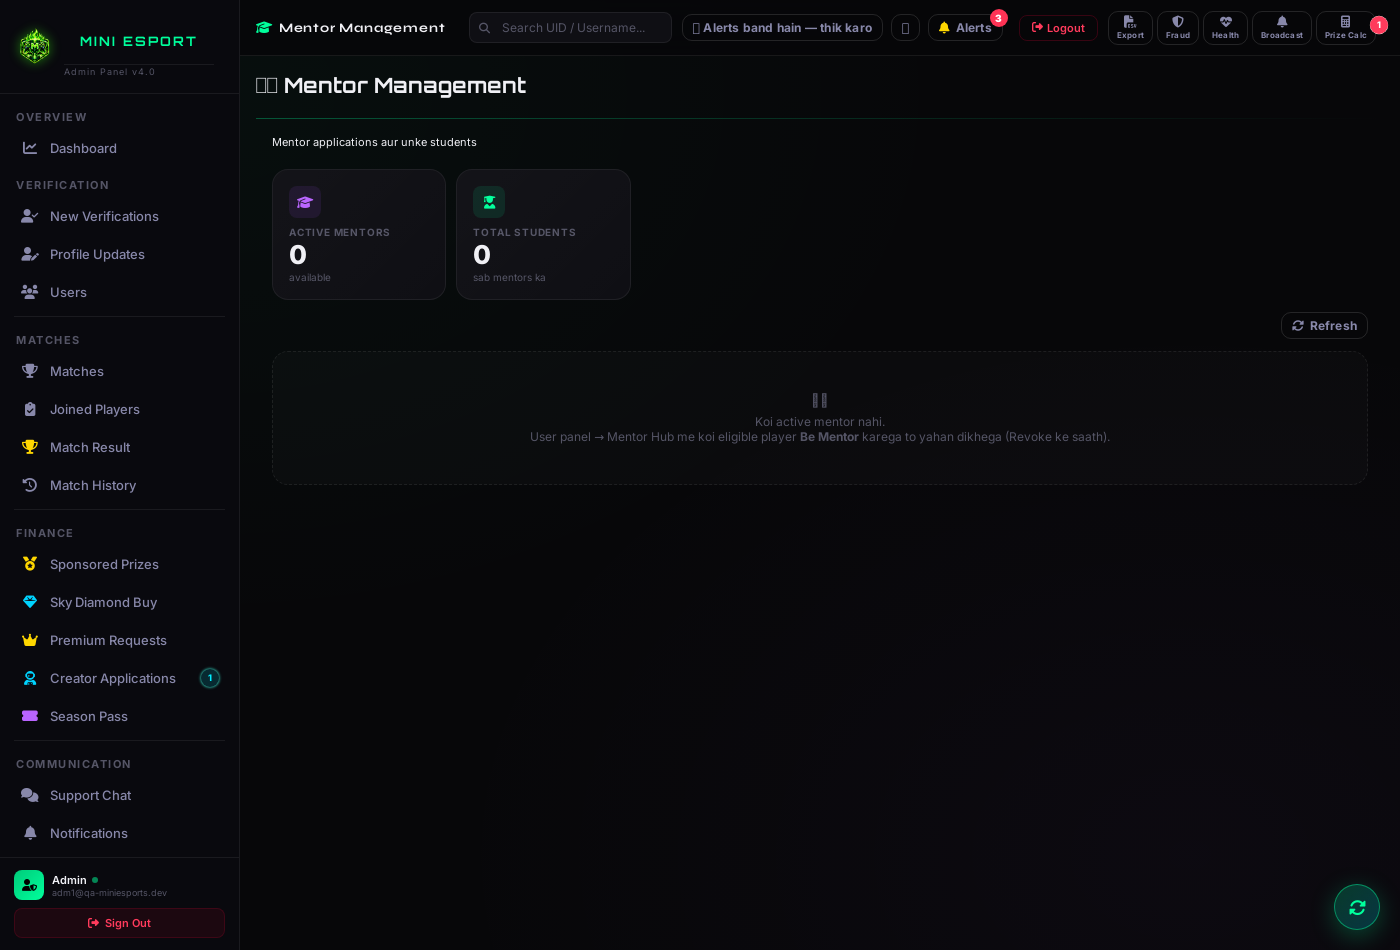 MINI ESPORT
Admin Panel v4.0
OVERVIEW
Dashboard
VERIFICATION
New Verifications
Profile Updates
Users
MATCHES
Matches
Joined Players
Match Result
Match History
FINANCE
Sponsored Prizes
Sky Diamond Buy
Premium Requests
Creator Applications 1
Season Pass
COMMUNICATION
Support Chat
Notifications
Admin
adm1@qa-miniesports.dev
Sign Out
Mentor Management
Search UID / Username...
Alerts band hain — thik karo
Alerts 3
Logout
Export
Fraud
Health
Broadcast
Prize Calc 1
Mentor Management
Mentor applications aur unke students
ACTIVE MENTORS
0
available
TOTAL STUDENTS
0
sab mentors ka
Refresh
Koi active mentor nahi.
User panel → Mentor Hub me koi eligible player Be Mentor karega to yahan dikhega (Revoke ke saath).